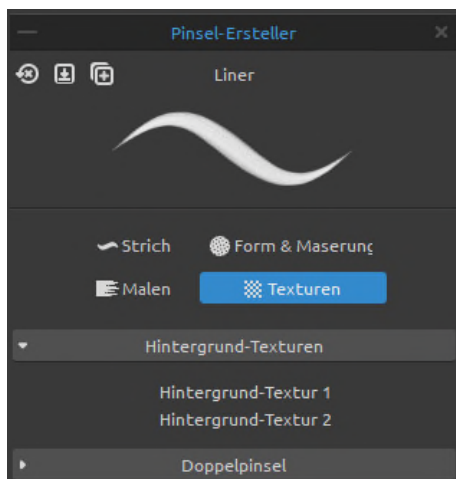 Pinsel-Ersteller
Liner
Strich Form & Maserung
Malen Texturen
Hintergrund-Texturen
Hintergrund-Textur 1
Hintergrund-Textur 2
Doppelpinsel